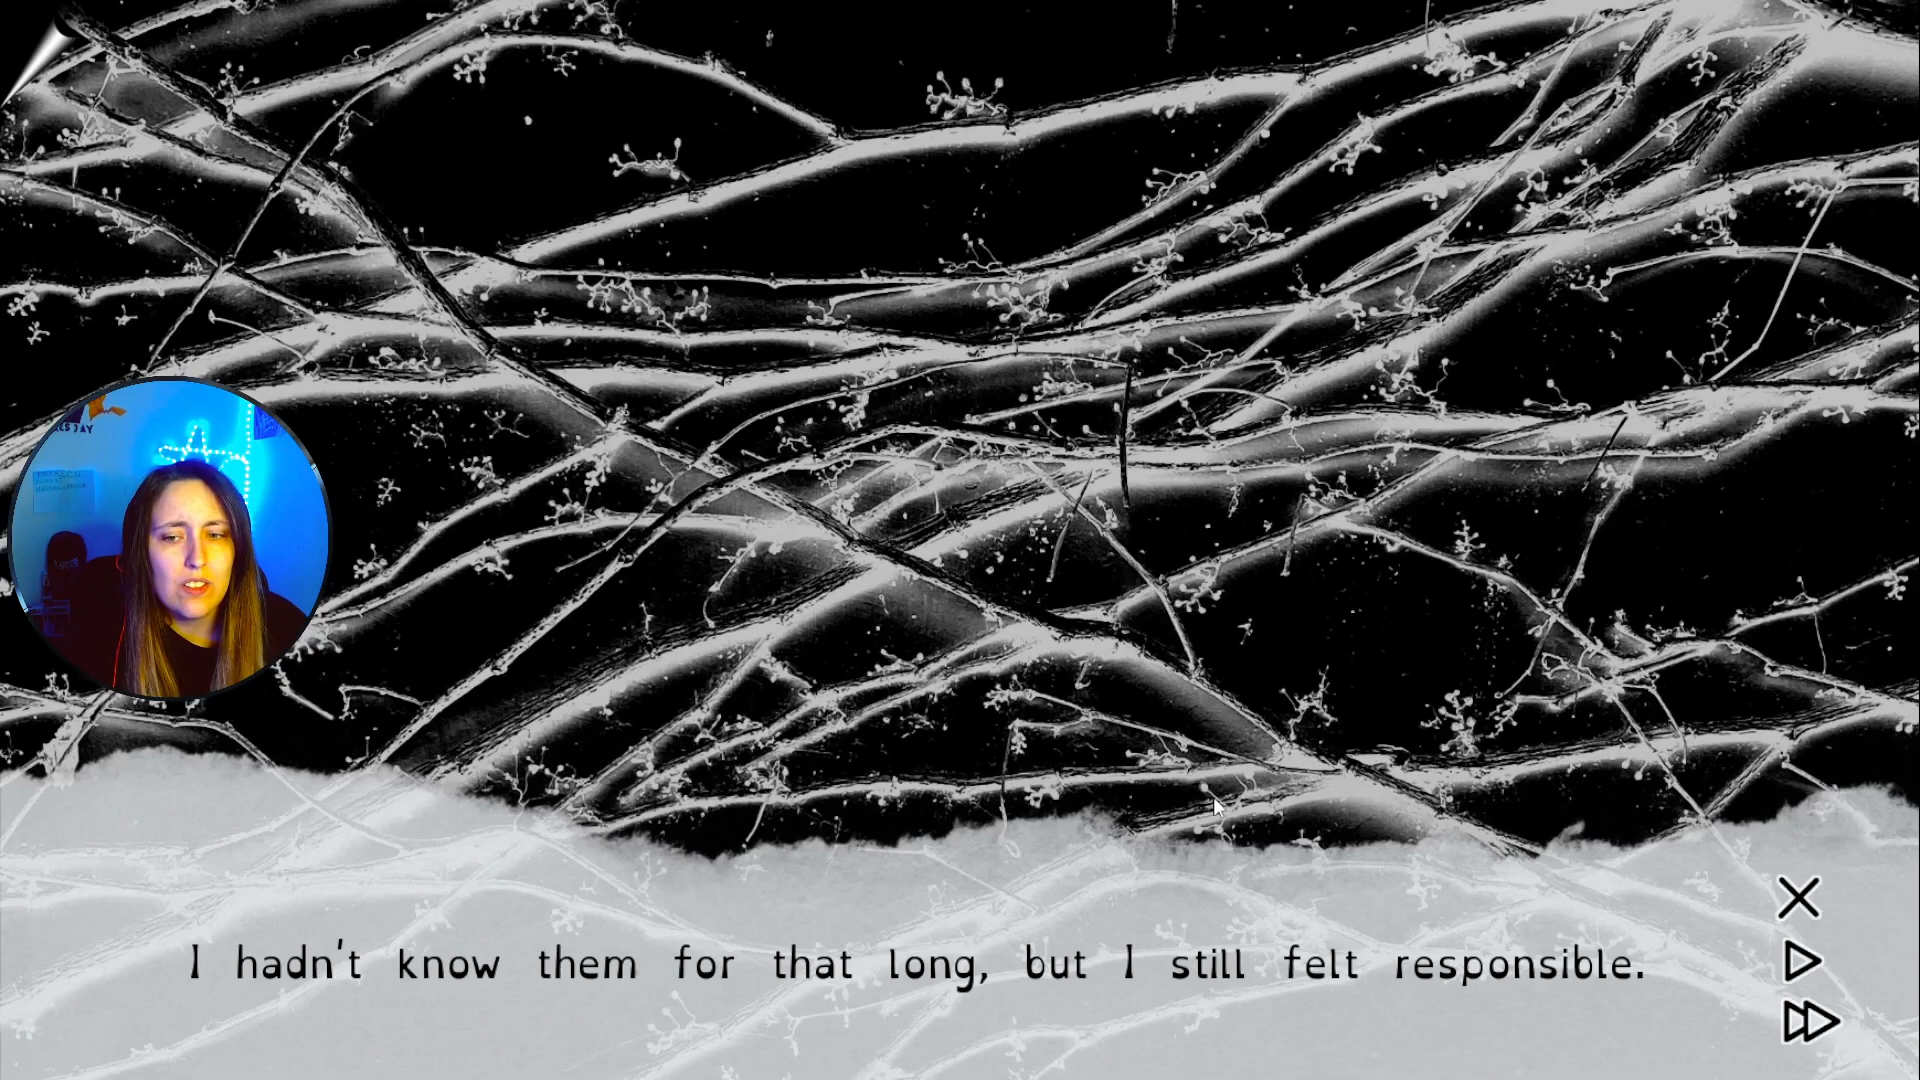 I hadn't know them for that long, but I still felt responsible.